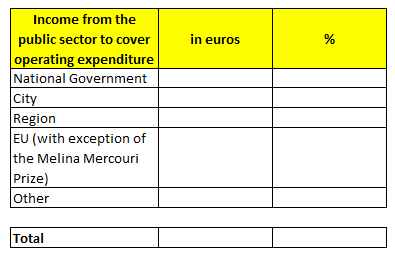 Income from the
public sector to cover
operating expenditure
in euros
%
National Government
City
Region
EU (with exception of
the Melina Mercouri
Prize)
Other
Total